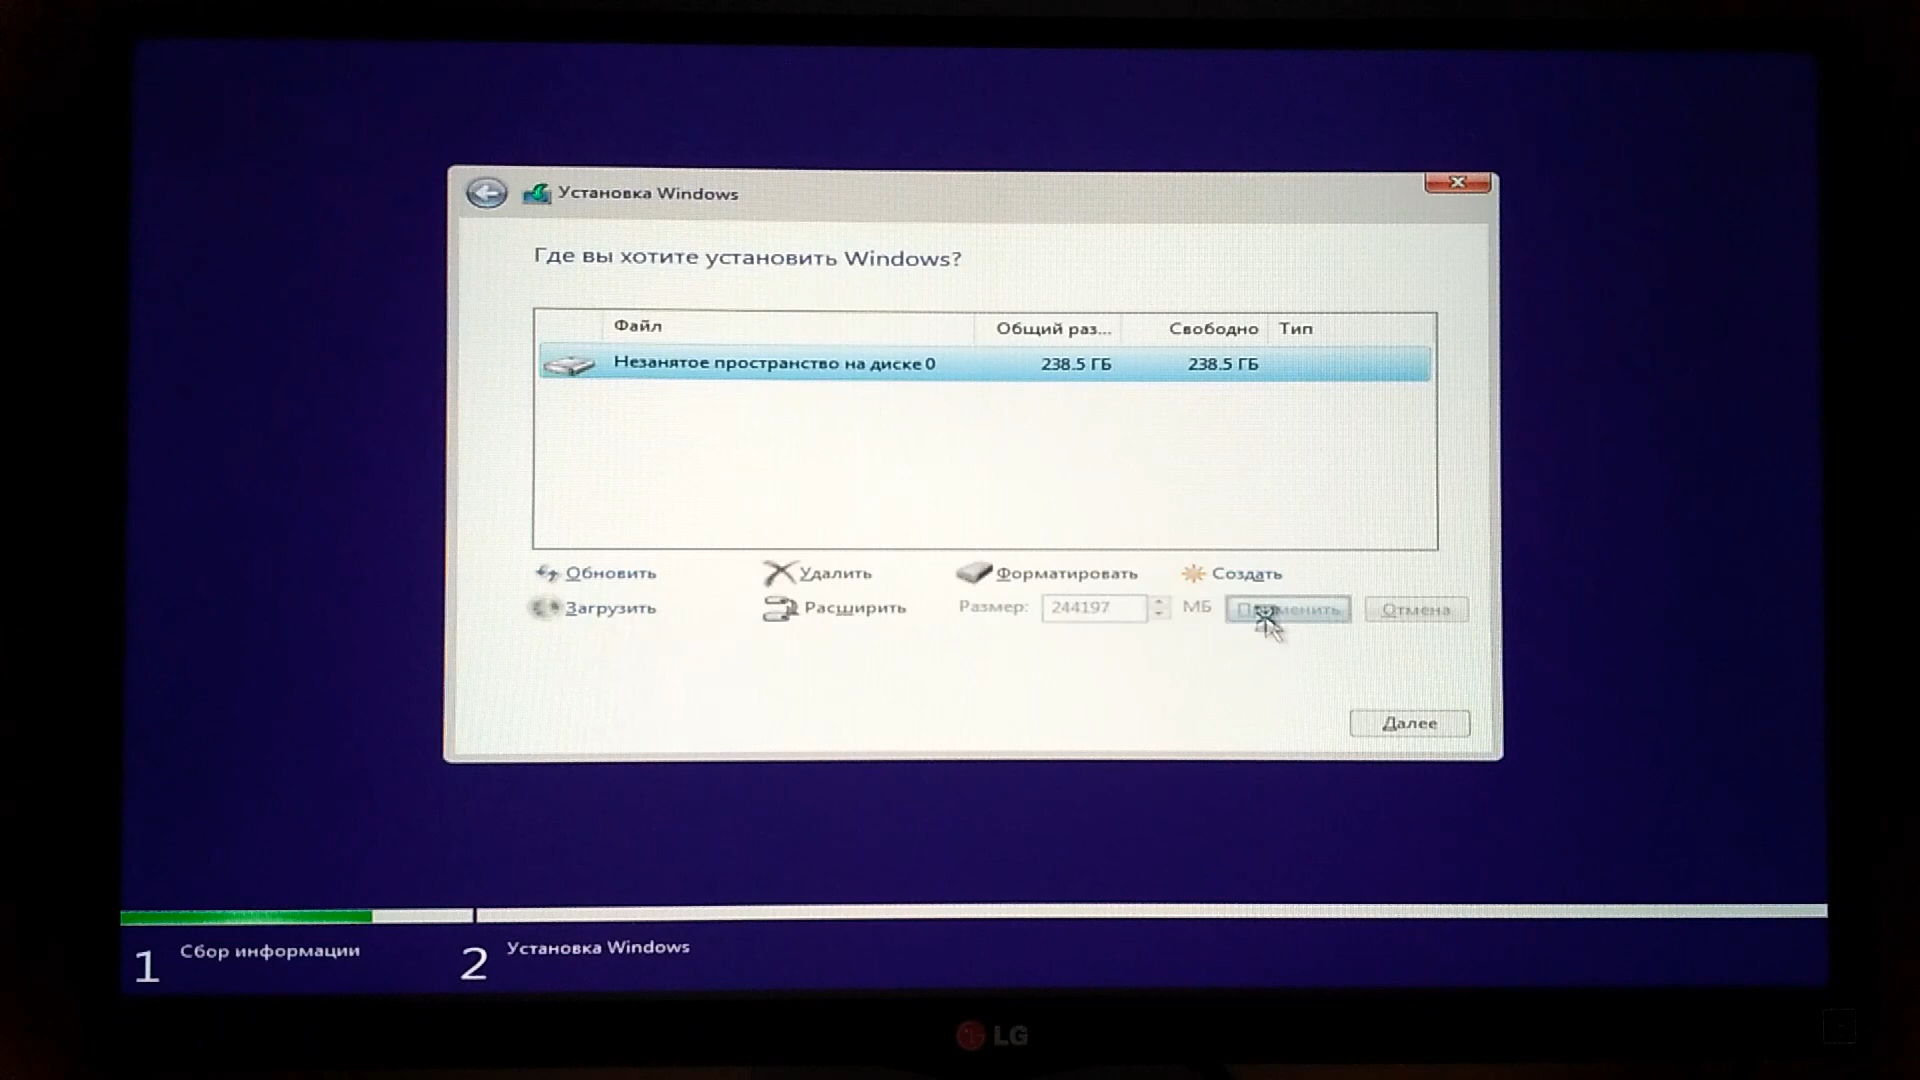 Установка Windows
Где вы хотите установить Windows?
Файл Общий раз... Свободно Тип
Незанятое пространство на диске 0 238.5 ГБ 238.5 ГБ
Обновить Удалить Форматировать Создать
Загрузить Расширить Размер: 244197 МБ Применить Отмена
Далее
1 Сбор информации 2 Установка Windows
LG